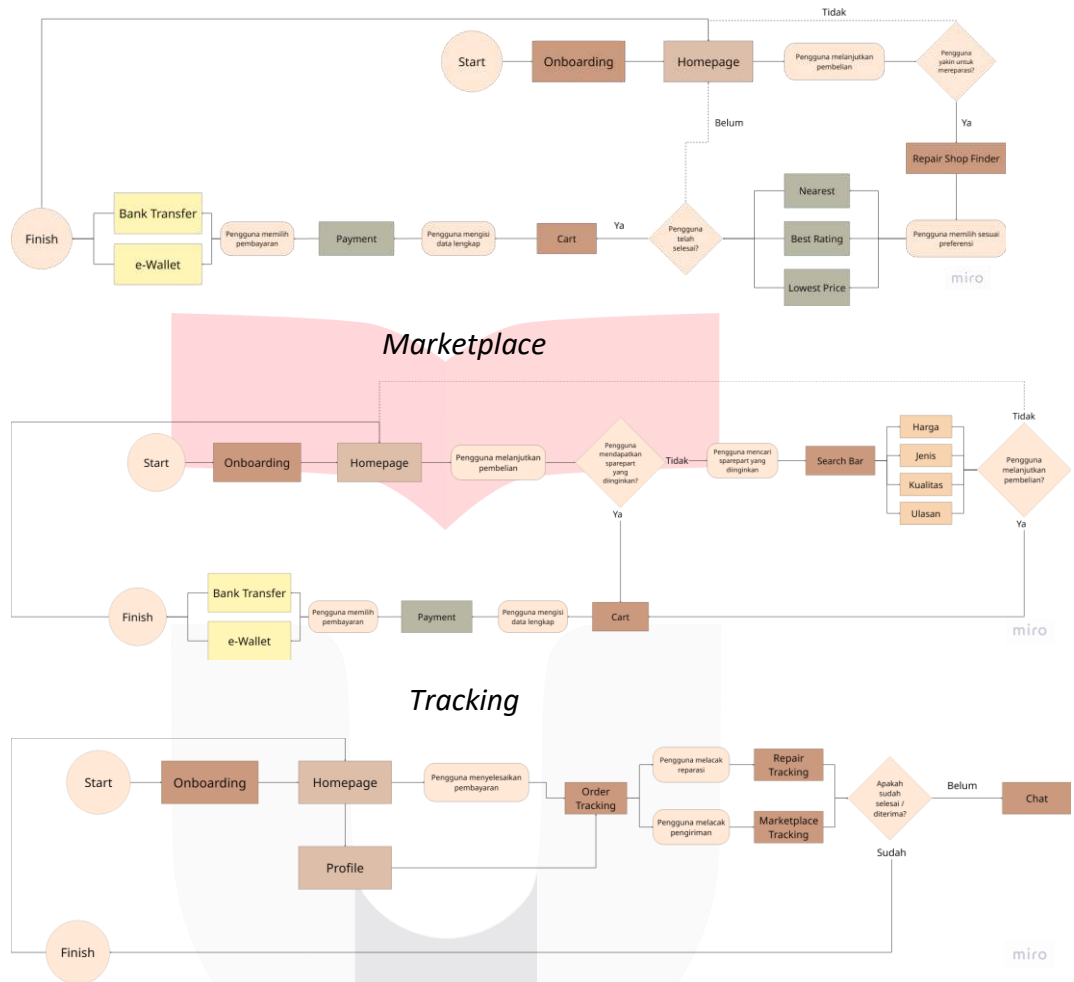 Tidak
Start
Onboarding
Homepage
Pengguna melanjutkan
pembelian
Pengguna
yakin untuk
mereparasi?
Belum
Ya
Repair Shop Finder
Pengguna memilih sesuai
preferensi
Nearest
Best Rating
Lowest Price
Pengguna
telah
selesai?
Ya
Cart
Pengguna mengisi
data lengkap
Payment
Pengguna memilih
pembayaran
Bank Transfer
e-Wallet
Finish
miro
Marketplace
Start
Onboarding
Homepage
Pengguna melanjutkan
pembelian
Pengguna
mendapatkan
sparepart
yang
diinginkan?
Tidak
Pengguna mencari
sparepart yang
diinginkan
Search Bar
Harga
Jenis
Kualitas
Ulasan
Tidak
Pengguna
melanjutkan
pembelian?
Ya
Ya
Cart
Pengguna mengisi
data lengkap
Payment
Pengguna memilih
pembayaran
Bank Transfer
e-Wallet
Finish
miro
Tracking
Start
Onboarding
Homepage
Pengguna menyelesaikan
pembayaran
Profile
Order
Tracking
Pengguna melacak
reparasi
Repair
Tracking
Pengguna melacak
pengiriman
Marketplace
Tracking
Apakah
sudah
selesai /
diterima?
Belum
Chat
Sudah
Finish
miro